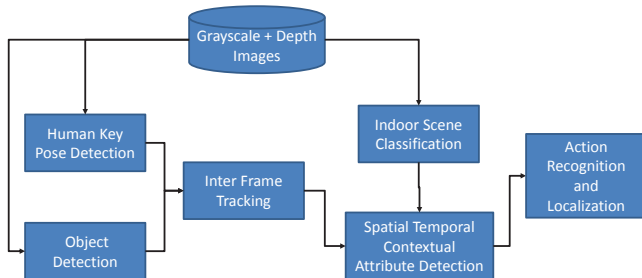 Grayscale + Depth
Images
Human Key
Pose Detection
Indoor Scene
Classification
Action
Recognition
and
Localization
Inter Frame
Tracking
Object
Detection
Spatial Temporal
Contextual
Attribute Detection